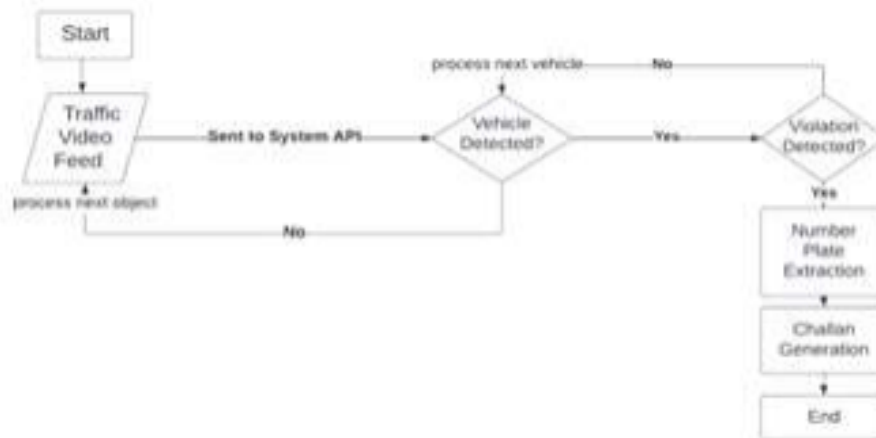 Start
process next vehicle
No
Traffic
Video
Feed
Sent to System API
Vehicle
Detected?
Yes
Violation
Detected?
process next object
No
Yes
Number
Plate
Extraction
Challan
Generation
End